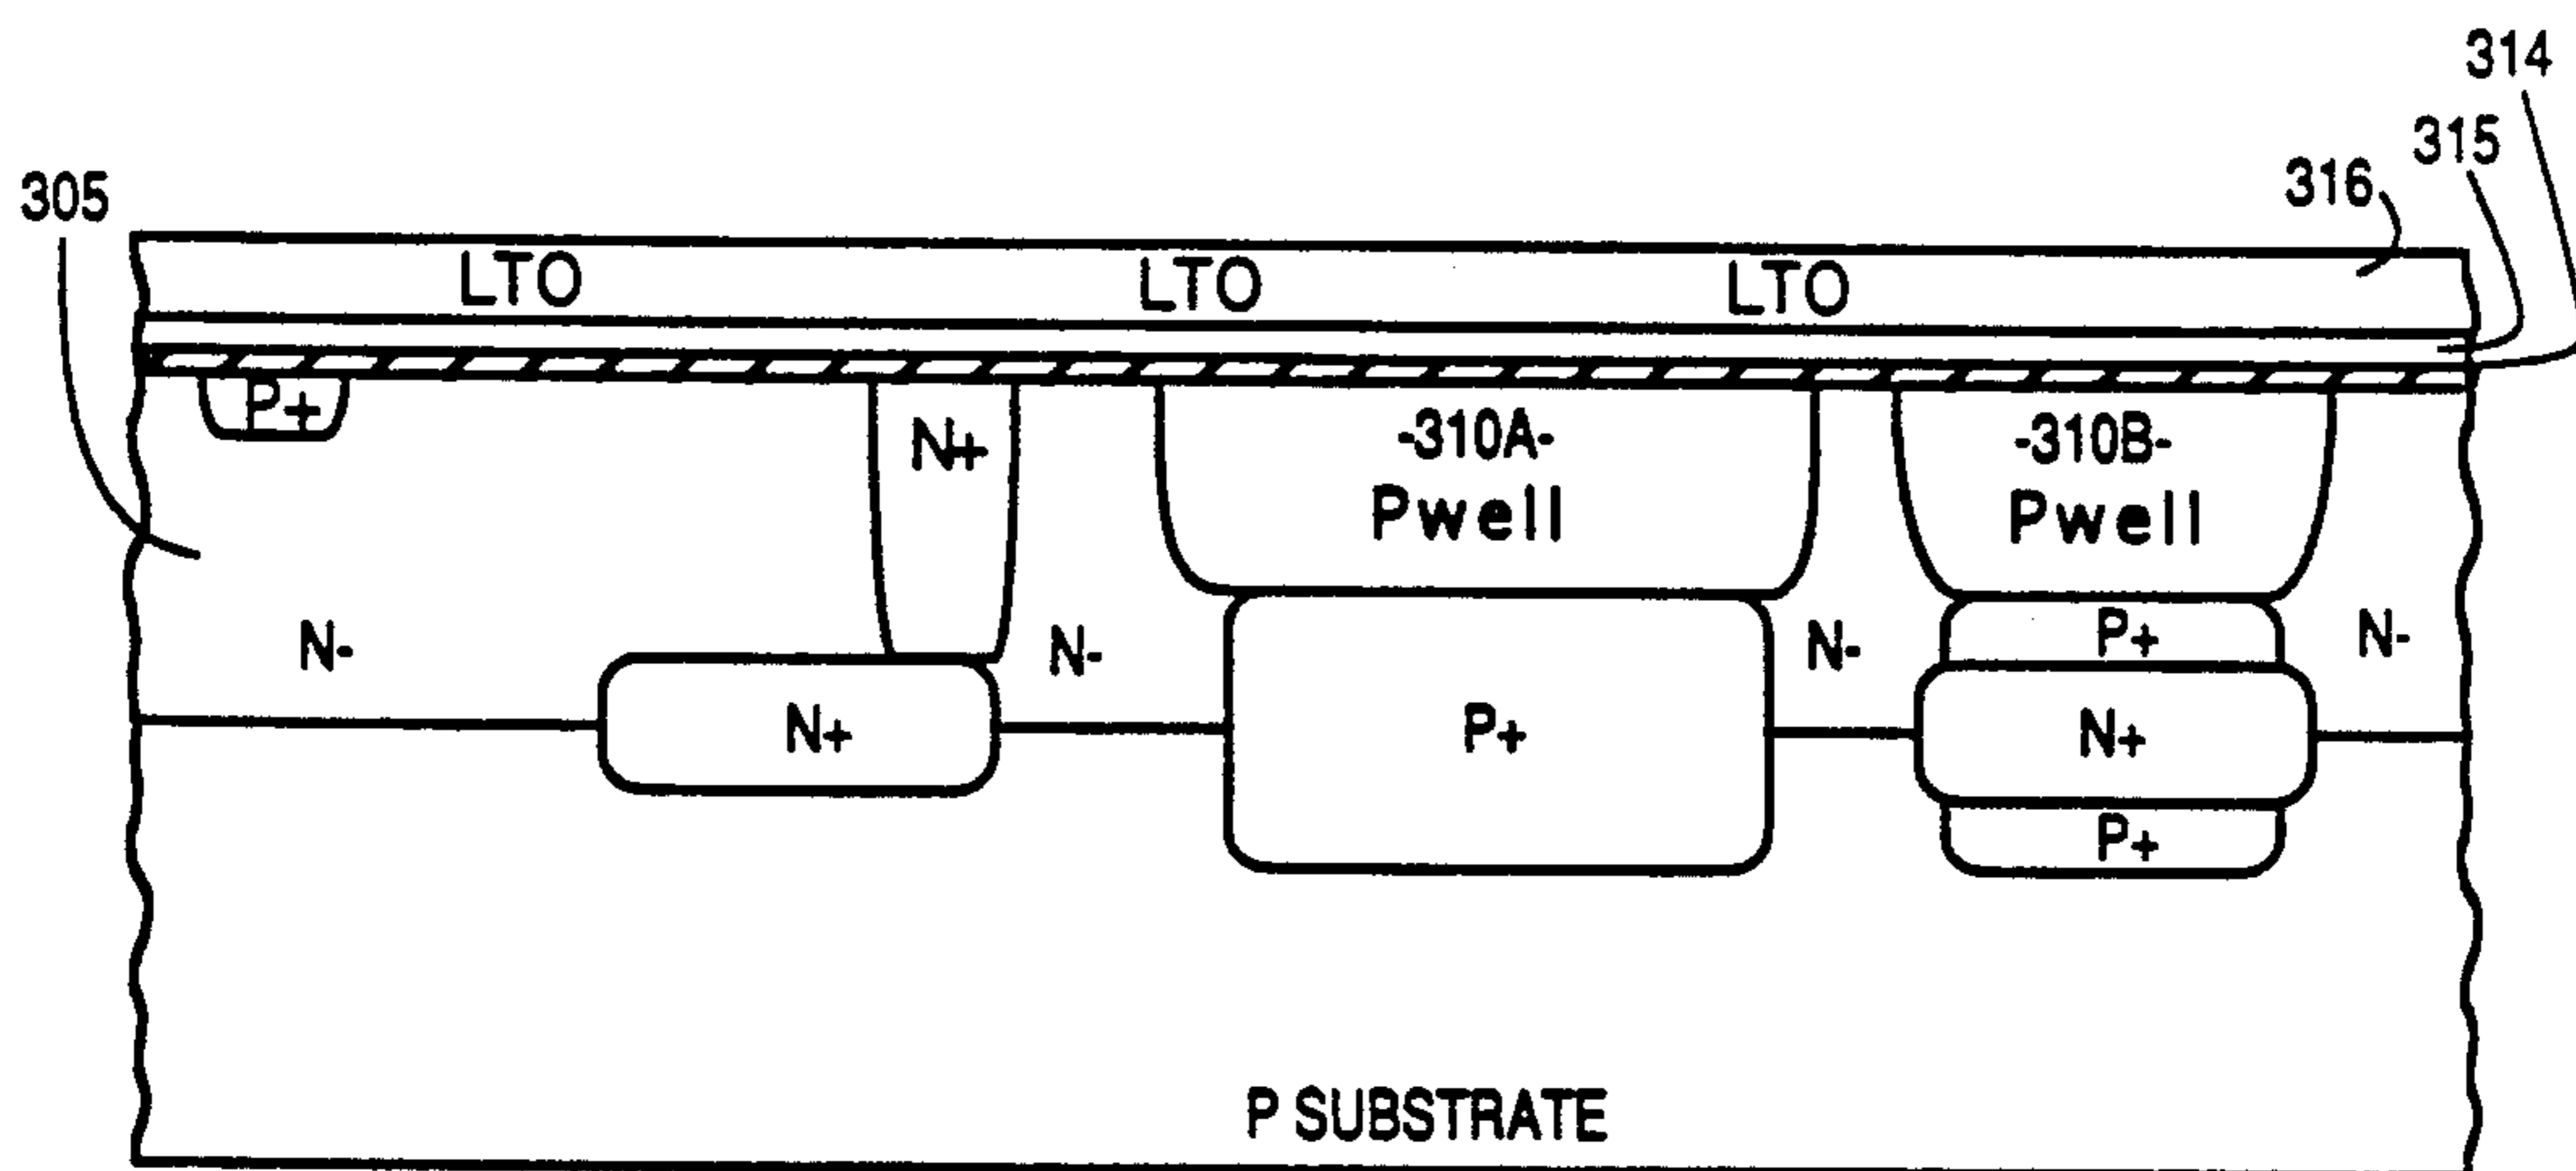 314
315
316
305
LTO LTO LTO
P+
N+
-310A-
Pwell
-310B-
Pwell
N- N- N- N-
P+
N+ P+ N+
P+
P SUBSTRATE